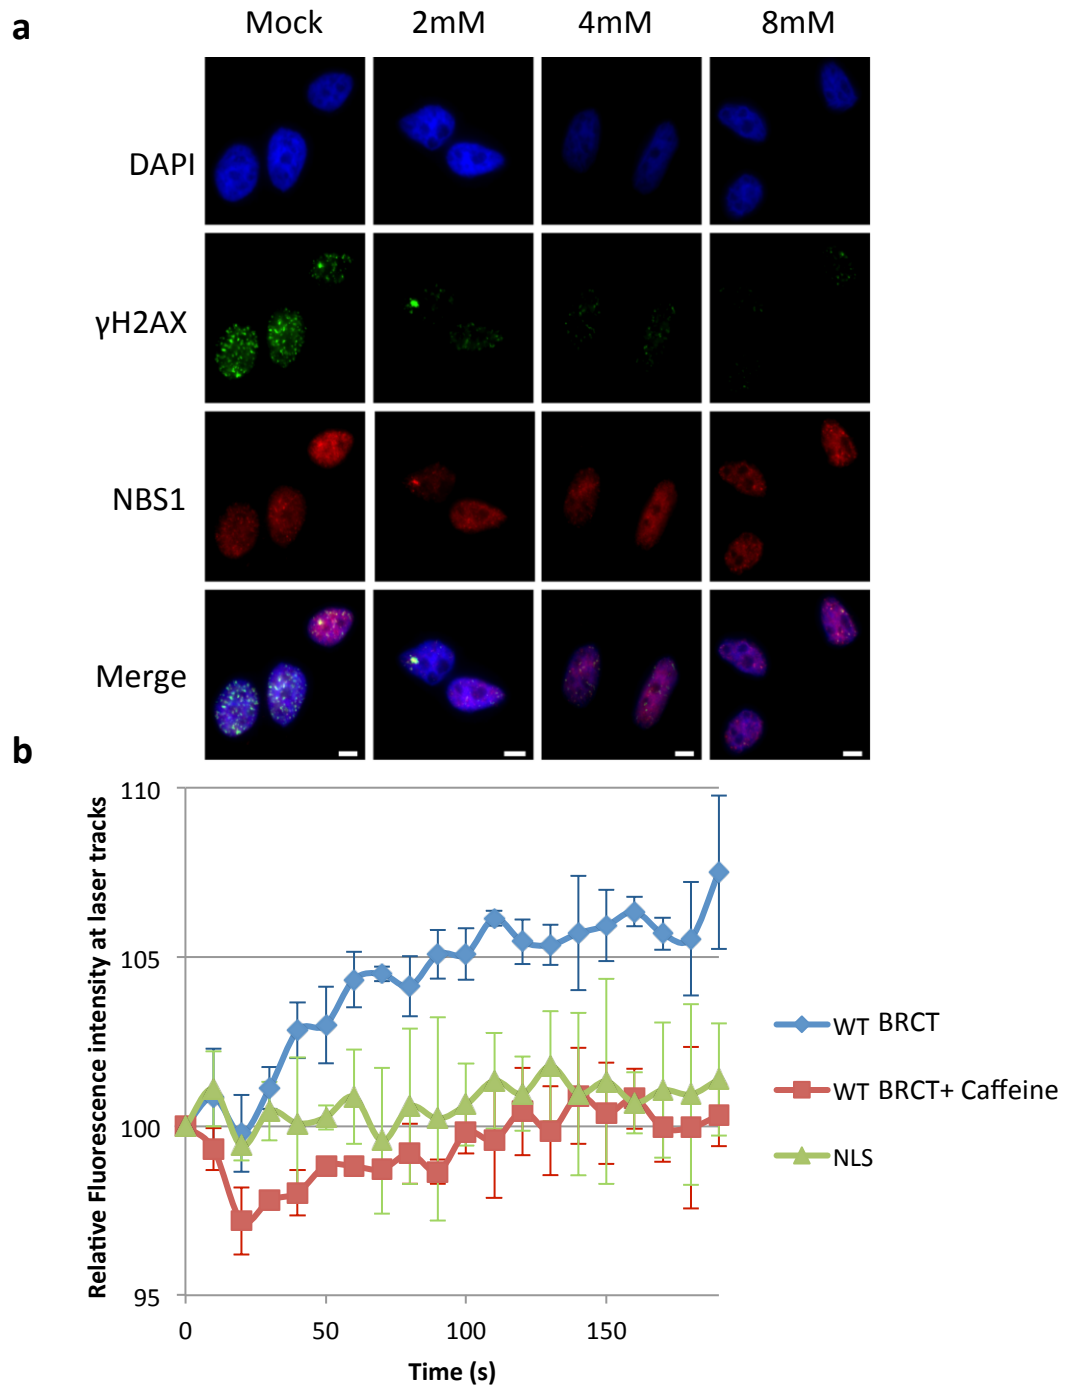 a
Mock 2mM 4mM 8mM
DAPI
γH2AX
NBS1
Merge
b
Relative Fluorescence intensity at laser tracks
110
105
100
95
0 50 100 150
Time (s)
WT BRCT
WT BRCT+ Caffeine
NLS